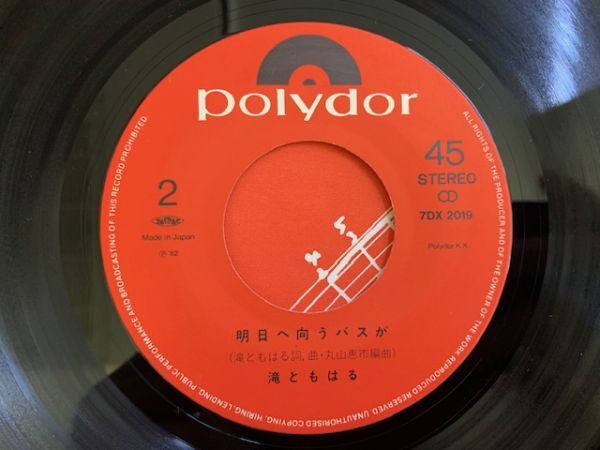 polydor
45
STEREO
7DX 2019
Polydor K K
2
JASRAC
Made in Japan
℗ '82
明日へ向うバスが
(滝ともはる詞,曲・丸山恵市編曲)
滝ともはる
ALL RIGHTS OF THE PRODUCER AND OF THE OWNER OF THE WORK REPRODUCED RESERVED. UNAUTHORISED COPYING, HIRING, LENDING, PUBLIC PERFORMANCE AND BROADCASTING OF THIS RECORD PROHIBITED